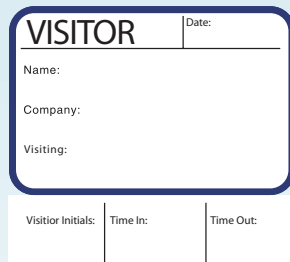 VISITOR Date:
Name:
Company:
Visiting:
Visitior Initials: Time In: Time Out: